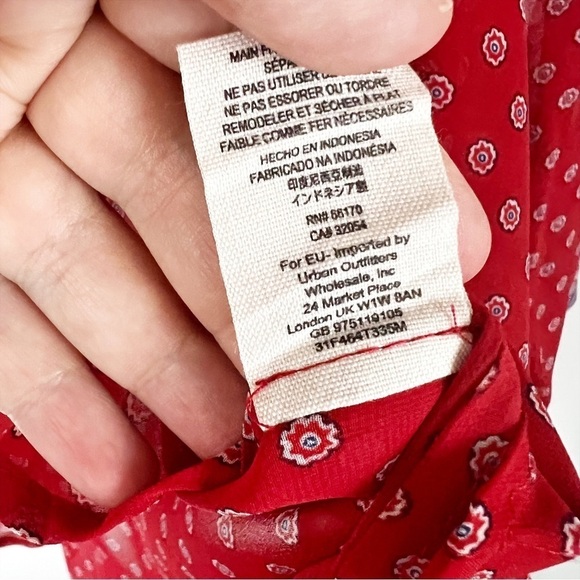 MAIN
SÉPA
NE PAS UTILISER
NE PAS ESSORER OU TORDRE
REMODELER ET SÉCHER À PLAT
FAIBLE COMME FER NÉCESSAIRES
HECHO EN INDONESIA
FABRICADO NA INDONÉSIA
印度尼西亞制造
インドネシア製
RN# 66170
CA# 32054
For EU- Imported by
Urban Outfitters
Wholesale, Inc
24 Market Place
London UK W1W 8AN
GB 975119105
31F464T335M